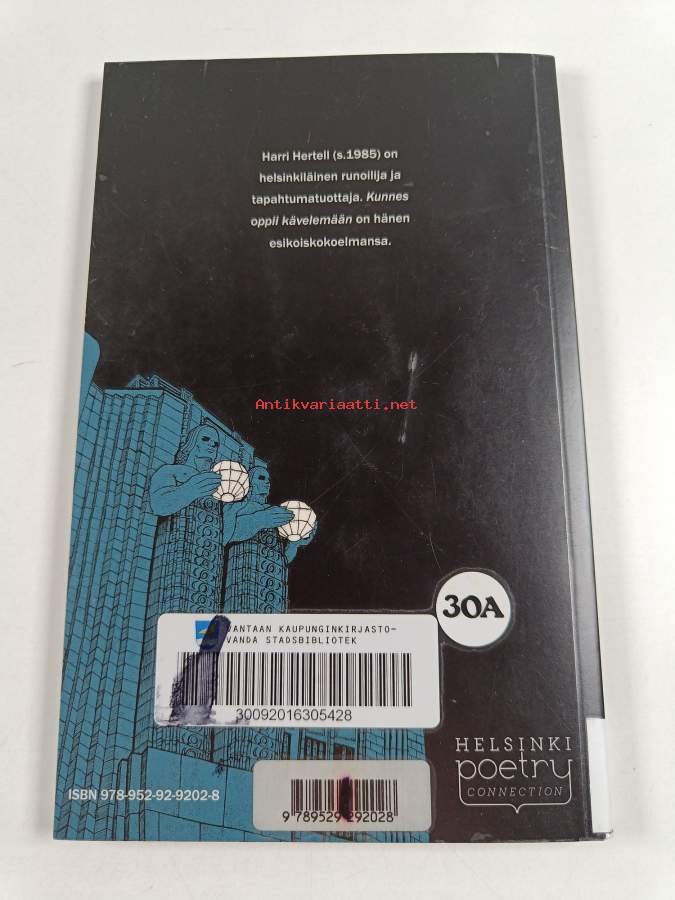 Harri Hertell (s.1985) on
helsinkiläinen runoilija ja
tapahtumatuottaja. Kunnes
oppii kävelemään on hänen
esikoiskokoelmansa.
Antikvariaatti.net
30A
VANTAAN KAUPUNGINKIRJASTO-
VANDA STADSBIBLIOTEK
30092016305428
HELSINKI
poetry
CONNECTION
ISBN 978-952-92-9202-8
9 789529 292028